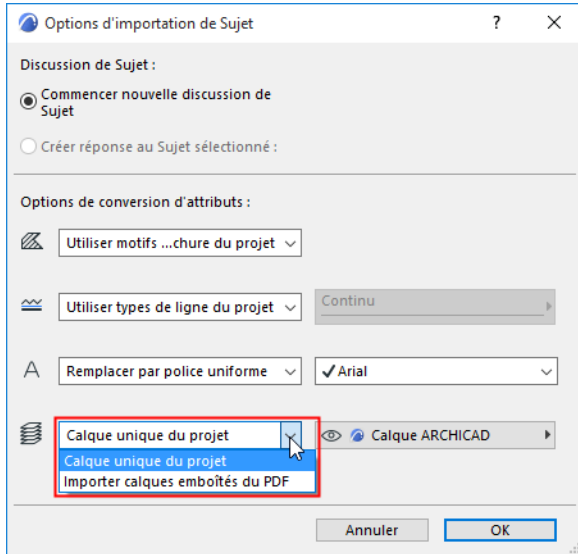 Options d'importation de Sujet ?
Discussion de Sujet :
Commencer nouvelle discussion de
Sujet
Créer réponse au Sujet sélectionné :
Options de conversion d'attributs :
Utiliser motifs ...chure du projet
Utiliser types de ligne du projet Continu
A Remplacer par police uniforme ✓Arial
Calque unique du projet Calque ARCHICAD
Calque unique du projet
Importer calques emboîtés du PDF
Annuler OK